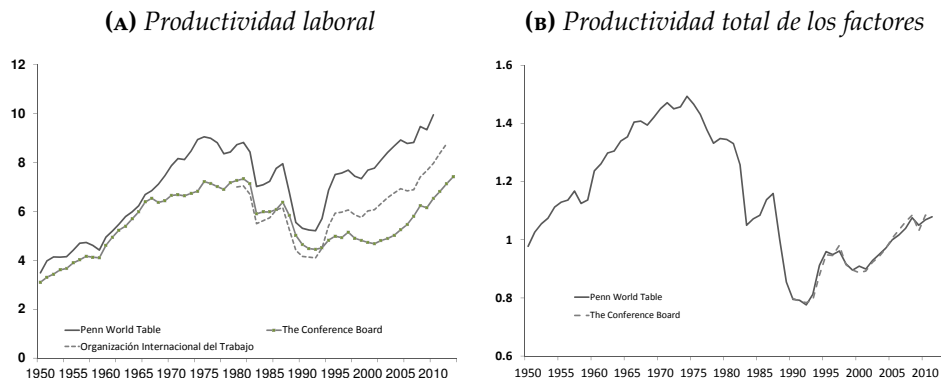 (A) Productividad laboral
(B) Productividad total de los factores
12
10
8
6
4
2
0
Penn World Table
The Conference Board
Organización Internacional del Trabajo
1950 1955 1960 1965 1970 1975 1980 1985 1990 1995 2000 2005 2010
1.6
1.4
1.2
1
0.8
0.6
Penn World Table
The Conference Board
1950 1955 1960 1965 1970 1975 1980 1985 1990 1995 2000 2005 2010